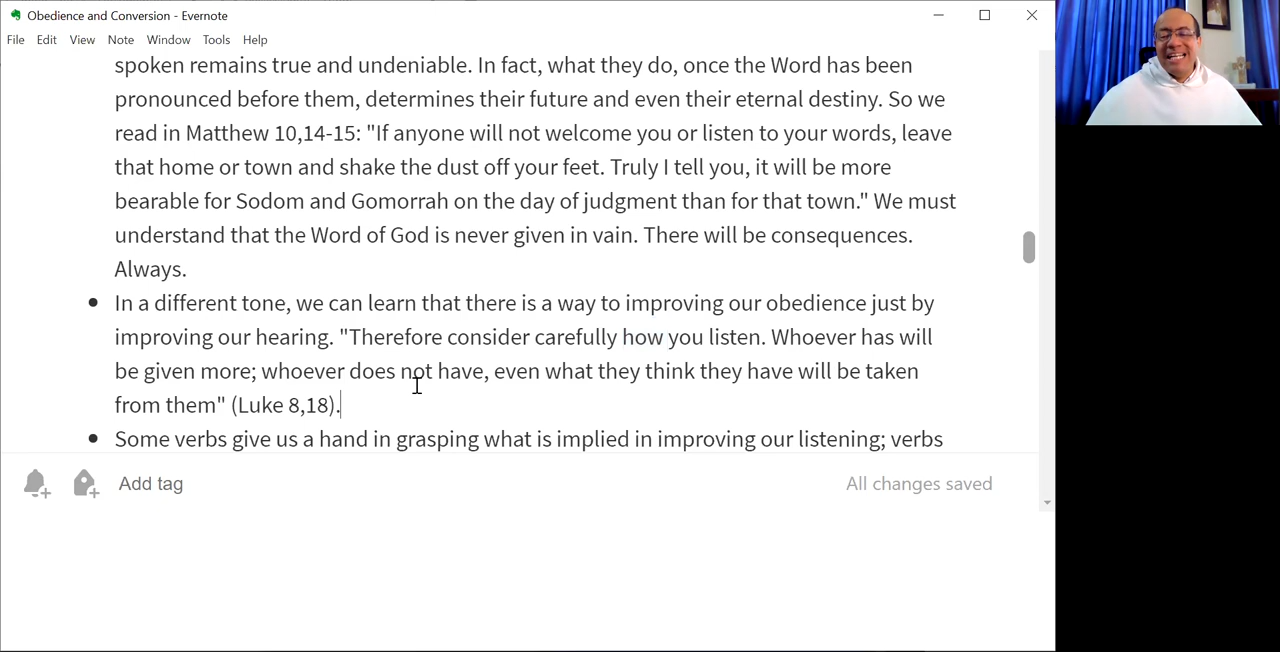 Obedience and Conversion - Evernote
File Edit View Note Window Tools Help
spoken remains true and undeniable. In fact, what they do, once the Word has been
pronounced before them, determines their future and even their eternal destiny. So we
read in Matthew 10,14-15: "If anyone will not welcome you or listen to your words, leave
that home or town and shake the dust off your feet. Truly I tell you, it will be more
bearable for Sodom and Gomorrah on the day of judgment than for that town." We must
understand that the Word of God is never given in vain. There will be consequences.
Always.
• In a different tone, we can learn that there is a way to improving our obedience just by
improving our hearing. "Therefore consider carefully how you listen. Whoever has will
be given more; whoever does not have, even what they think they have will be taken
from them" (Luke 8,18).
• Some verbs give us a hand in grasping what is implied in improving our listening; verbs
Add tag
All changes saved